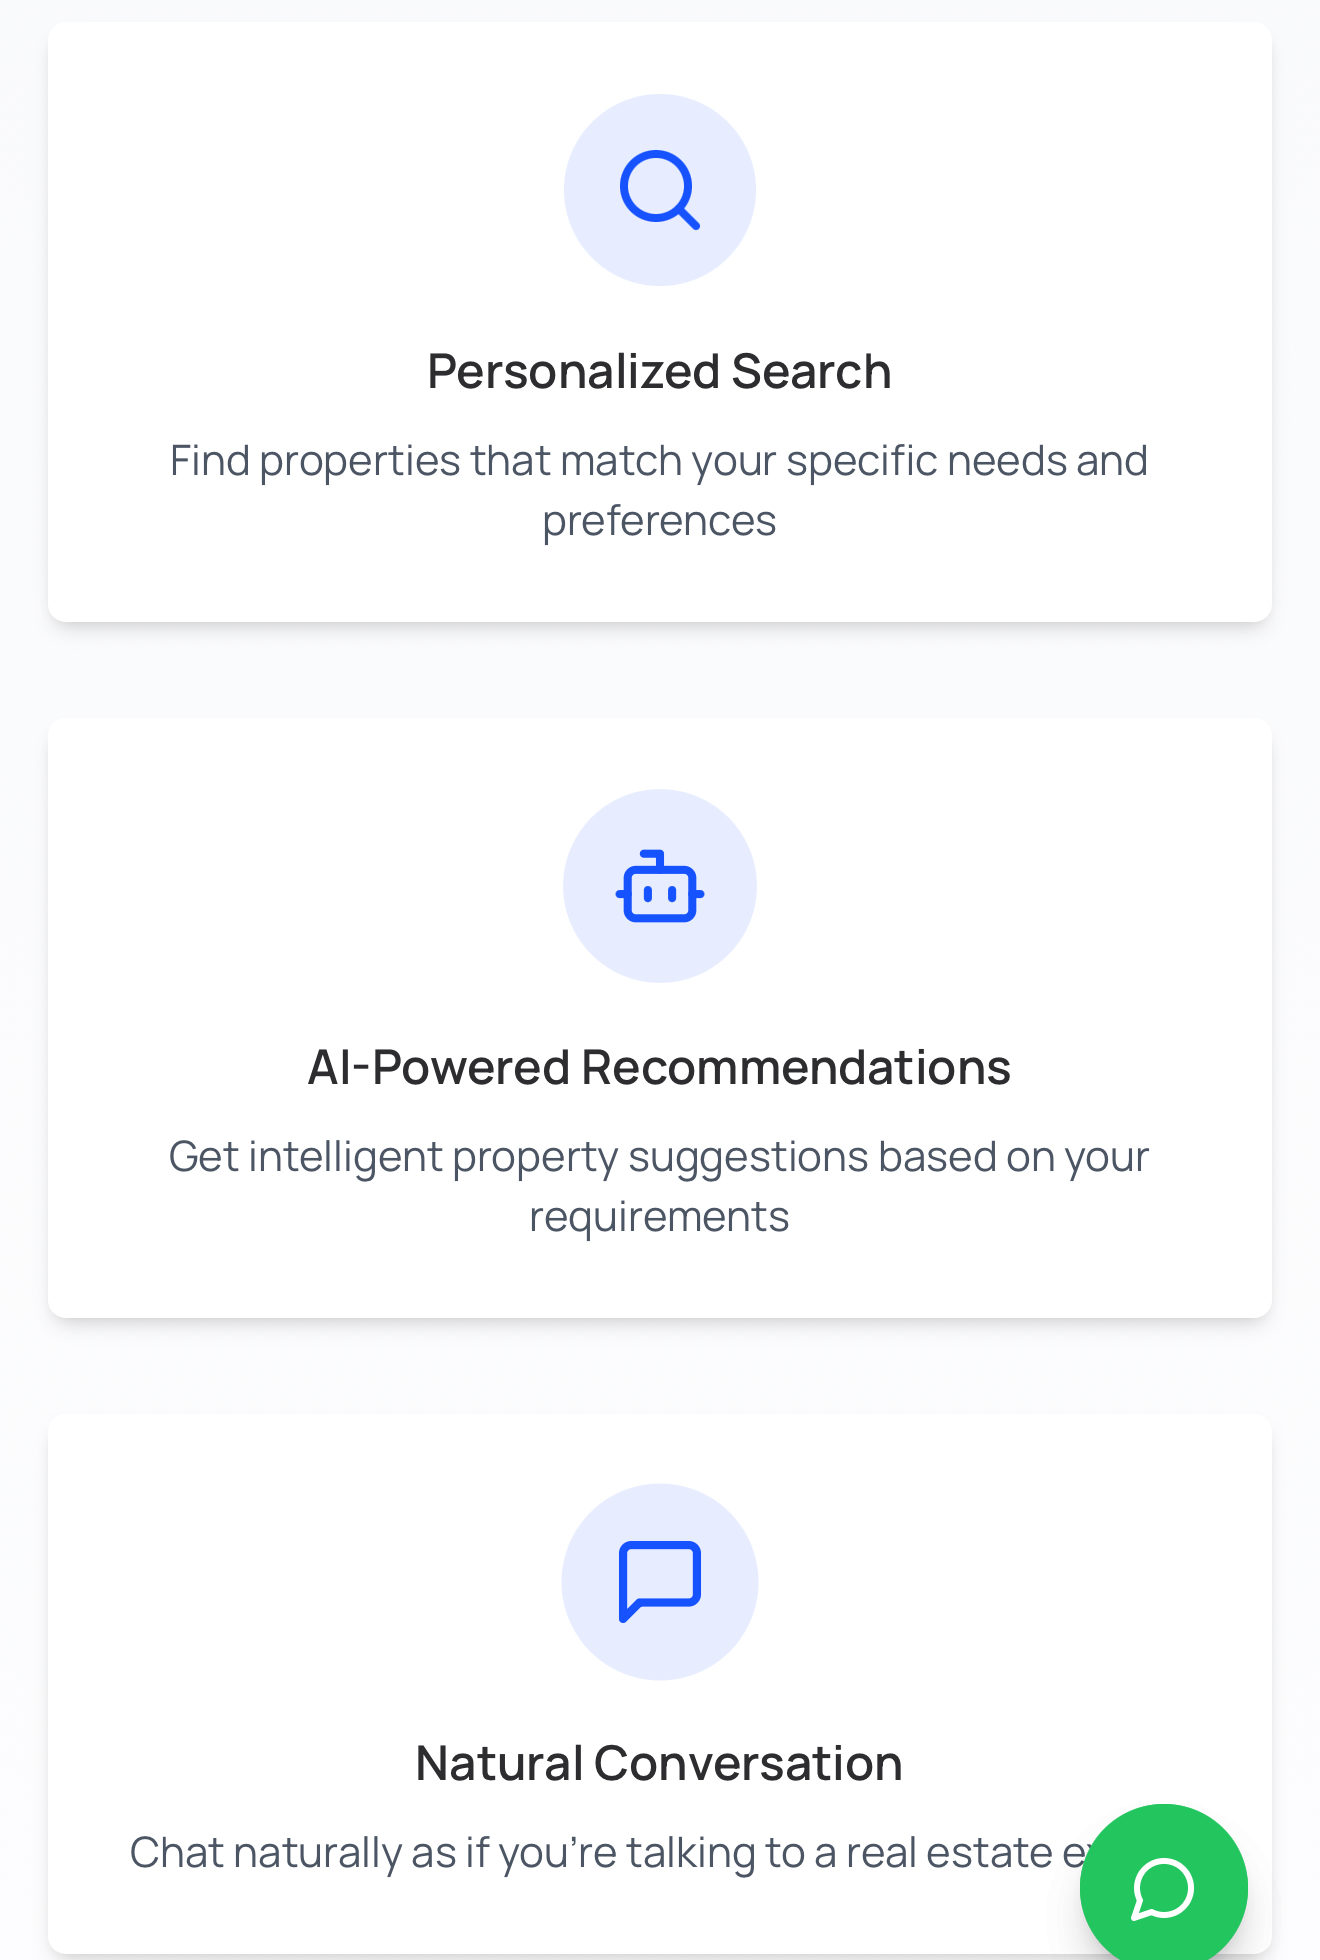 Personalized Search
Find properties that match your specific needs and
preferences
AI-Powered Recommendations
Get intelligent property suggestions based on your
requirements
Natural Conversation
Chat naturally as if you're talking to a real estate